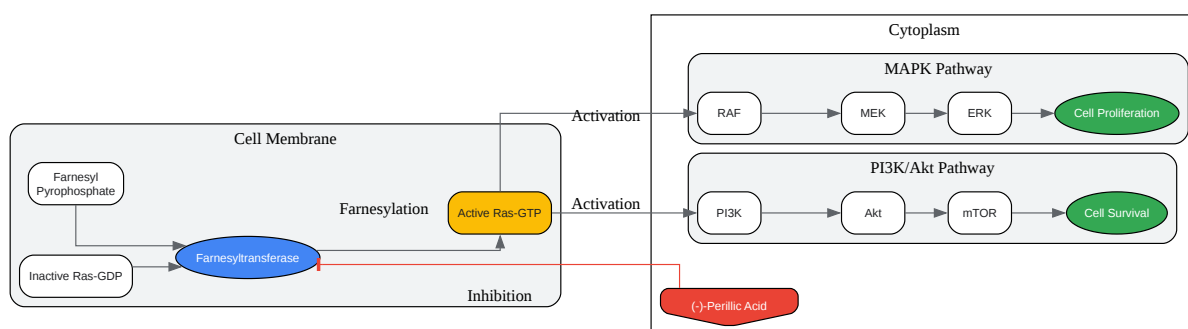 Cytoplasm
MAPK Pathway
Activation
RAF
MEK
ERK
Cell Proliferation
Cell Membrane
PI3K/Akt Pathway
Farnesyl
Pyrophosphate
Farnesylation
Active Ras-GTP
Activation
PI3K
Akt
mTOR
Cell Survival
Farnesyltransferase
Inactive Ras-GDP
Inhibition
(-)-Perillic Acid